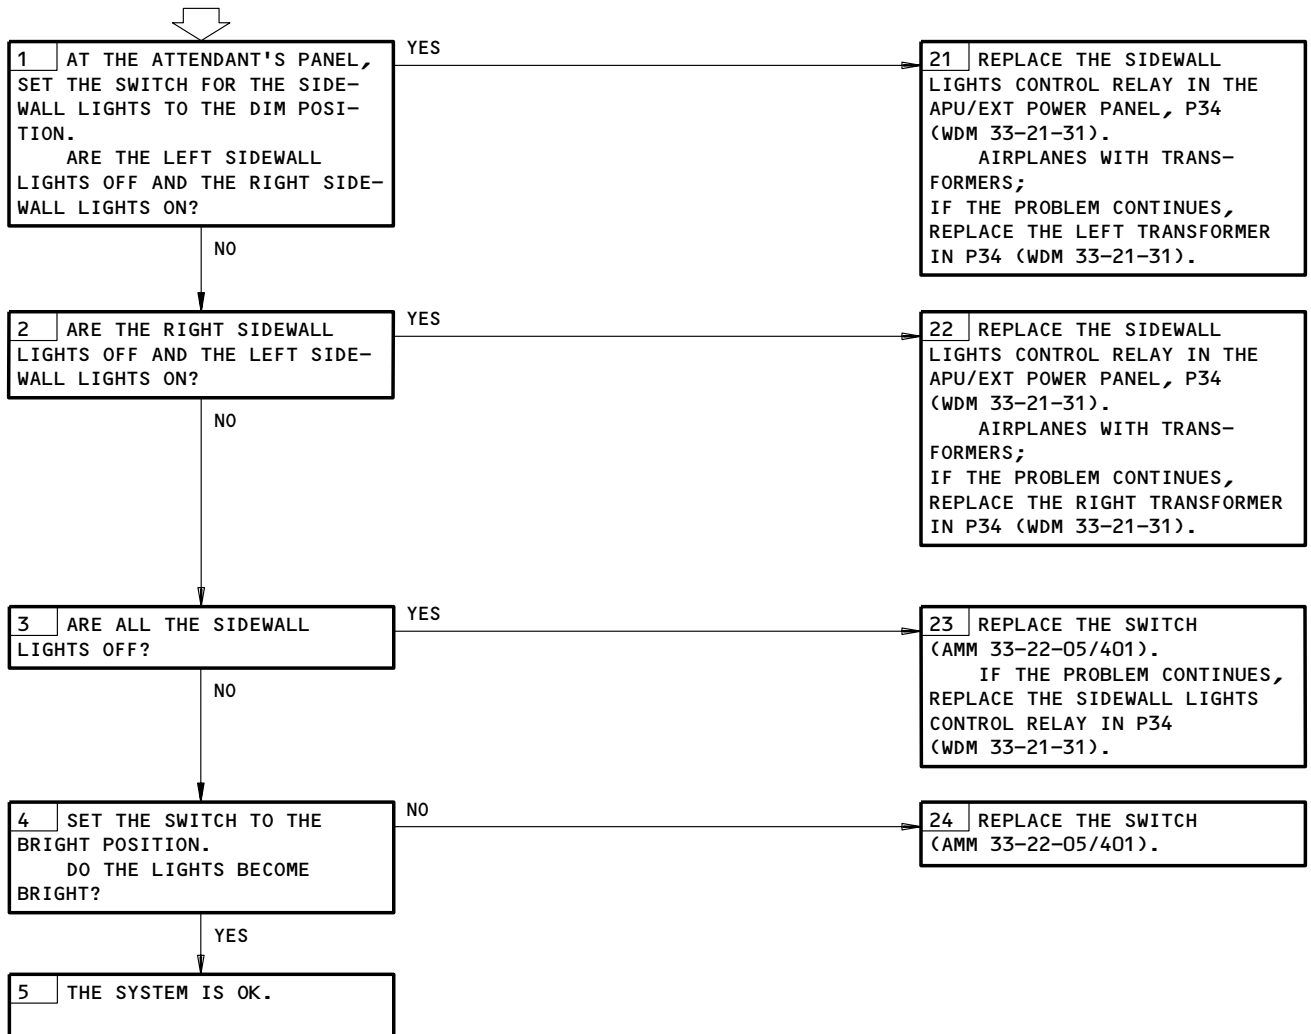 1 AT THE ATTENDANT'S PANEL,
SET THE SWITCH FOR THE SIDE-
WALL LIGHTS TO THE DIM POSI-
TION.
ARE THE LEFT SIDEWALL
LIGHTS OFF AND THE RIGHT SIDE-
WALL LIGHTS ON?
YES
21 REPLACE THE SIDEWALL
LIGHTS CONTROL RELAY IN THE
APU/EXT POWER PANEL, P34
(WDM 33-21-31).
AIRPLANES WITH TRANS-
FORMERS;
IF THE PROBLEM CONTINUES,
REPLACE THE LEFT TRANSFORMER
IN P34 (WDM 33-21-31).
NO
2 ARE THE RIGHT SIDEWALL
LIGHTS OFF AND THE LEFT SIDE-
WALL LIGHTS ON?
YES
22 REPLACE THE SIDEWALL
LIGHTS CONTROL RELAY IN THE
APU/EXT POWER PANEL, P34
(WDM 33-21-31).
AIRPLANES WITH TRANS-
FORMERS;
IF THE PROBLEM CONTINUES,
REPLACE THE RIGHT TRANSFORMER
IN P34 (WDM 33-21-31).
NO
3 ARE ALL THE SIDEWALL
LIGHTS OFF?
YES
23 REPLACE THE SWITCH
(AMM 33-22-05/401).
IF THE PROBLEM CONTINUES,
REPLACE THE SIDEWALL LIGHTS
CONTROL RELAY IN P34
(WDM 33-21-31).
NO
4 SET THE SWITCH TO THE
BRIGHT POSITION.
DO THE LIGHTS BECOME
BRIGHT?
NO
24 REPLACE THE SWITCH
(AMM 33-22-05/401).
YES
5 THE SYSTEM IS OK.